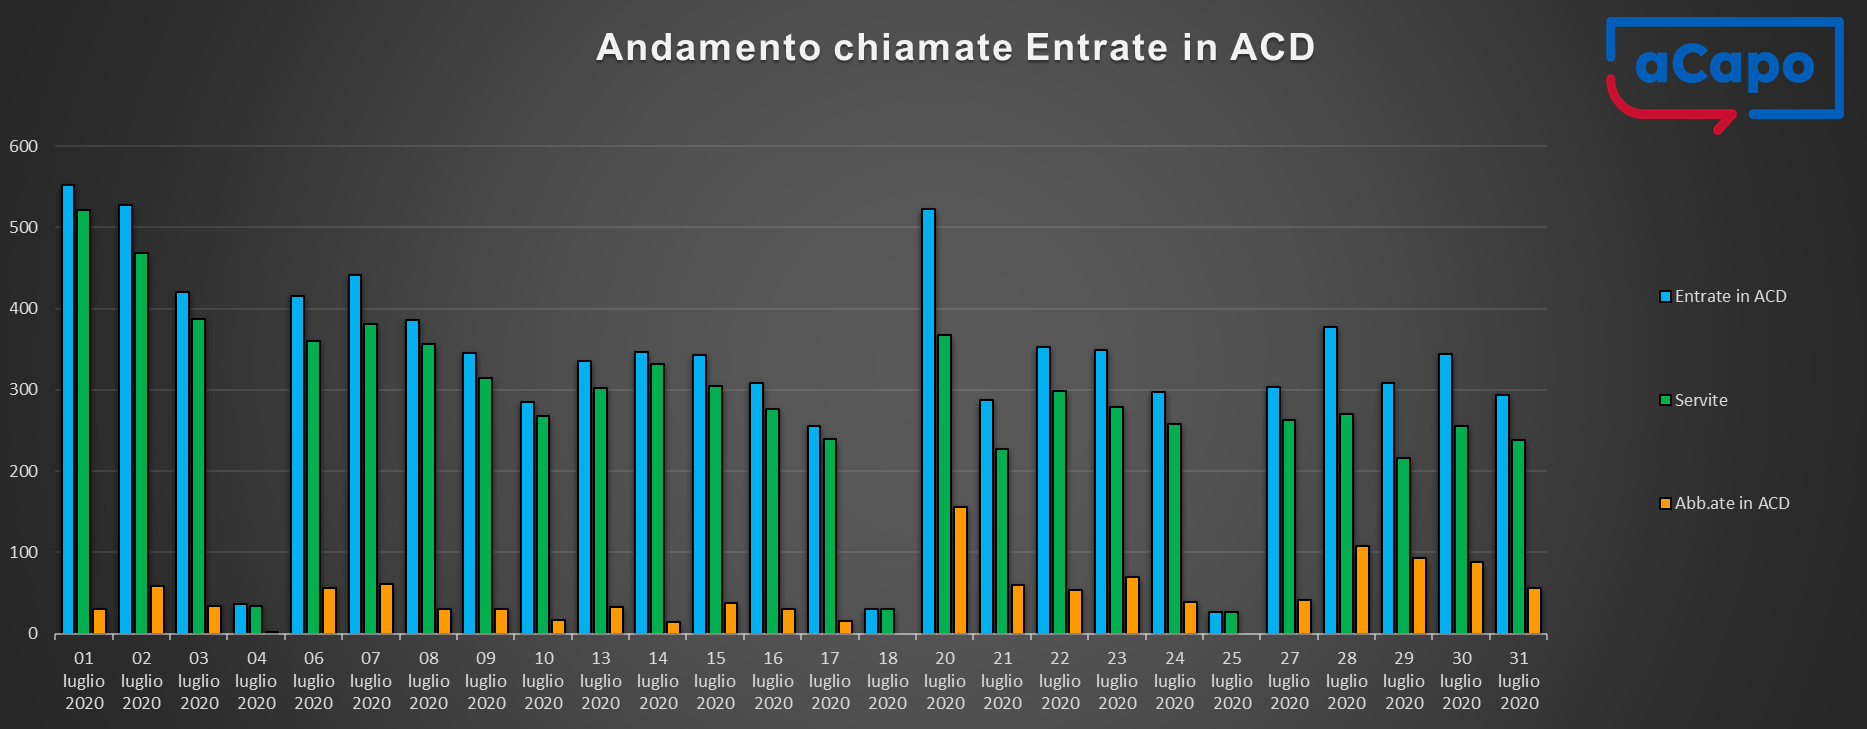 Andamento chiamate Entrate in ACD
aCapo
600
500
400
300
200
100
0
Entrate in ACD
Servite
Abb.ate in ACD
01 luglio 2020
02 luglio 2020
03 luglio 2020
04 luglio 2020
06 luglio 2020
07 luglio 2020
08 luglio 2020
09 luglio 2020
10 luglio 2020
13 luglio 2020
14 luglio 2020
15 luglio 2020
16 luglio 2020
17 luglio 2020
18 luglio 2020
20 luglio 2020
21 luglio 2020
22 luglio 2020
23 luglio 2020
24 luglio 2020
25 luglio 2020
27 luglio 2020
28 luglio 2020
29 luglio 2020
30 luglio 2020
31 luglio 2020